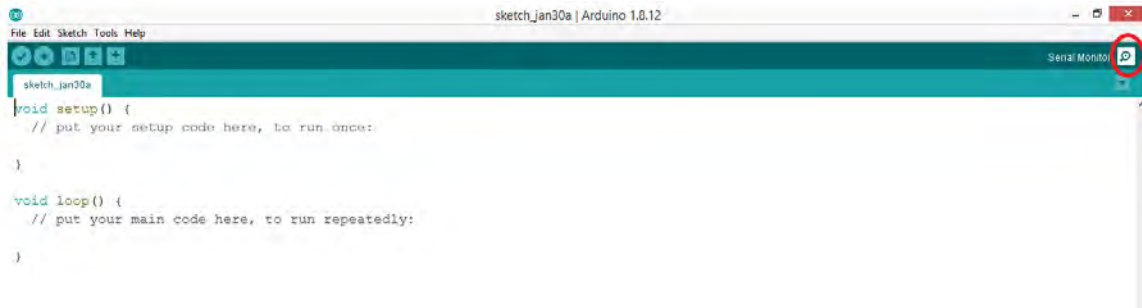 sketch_jan30a | Arduino 1.8.12
File Edit Sketch Tools Help
Serial Monitor
sketch_jan30a
void setup() {
// put your setup code here, to run once:
}
void loop() {
// put your main code here, to run repeatedly:
}